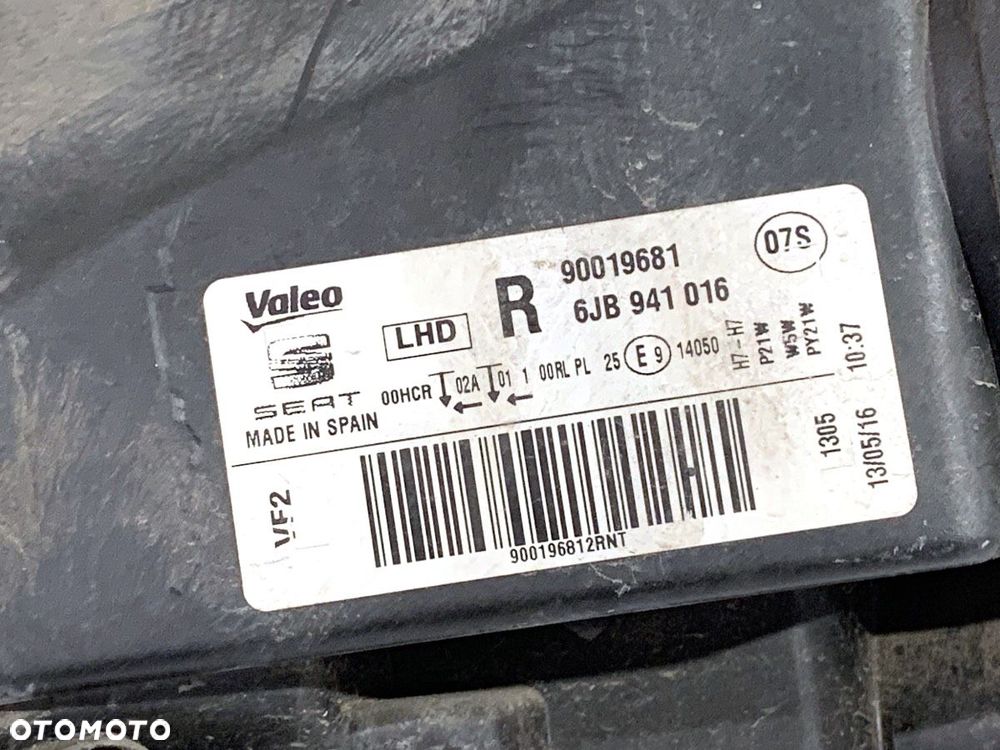 Valeo
SEAT
MADE IN SPAIN
LHD
R
90019681
6JB 941 016
07S
00HCR 02A 01 1 00RL PL 25 E9 14050
H7-H7
P21W
W5W
PY21W
VF2
900196812RNT
1305
13/05/16 10:37
OTOMOTO